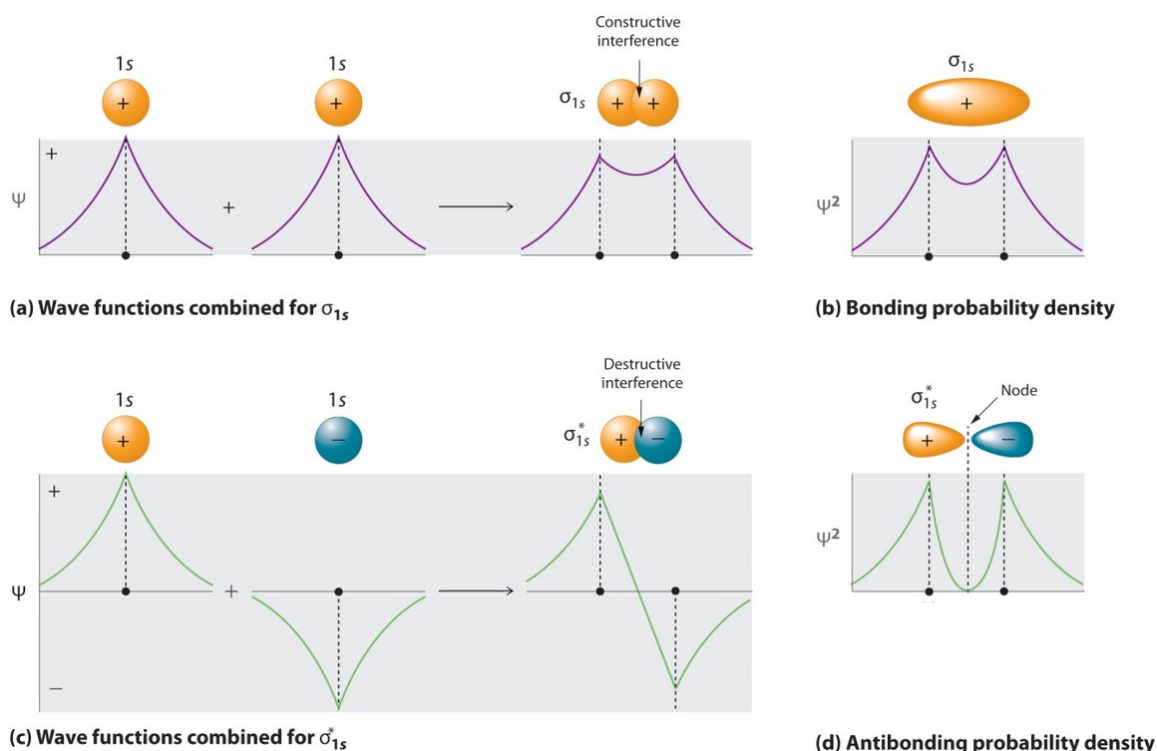 Constructive
interference
1s
1s
σ1s
σ1s
+
+
+
+
+
+
Ψ
+
Ψ²
(a) Wave functions combined for σ1s
(b) Bonding probability density
Destructive
interference
1s
1s
σ*1s
σ*1s
Node
+
−
+
−
+
−
+
Ψ
+
Ψ²
−
(c) Wave functions combined for σ*1s
(d) Antibonding probability density